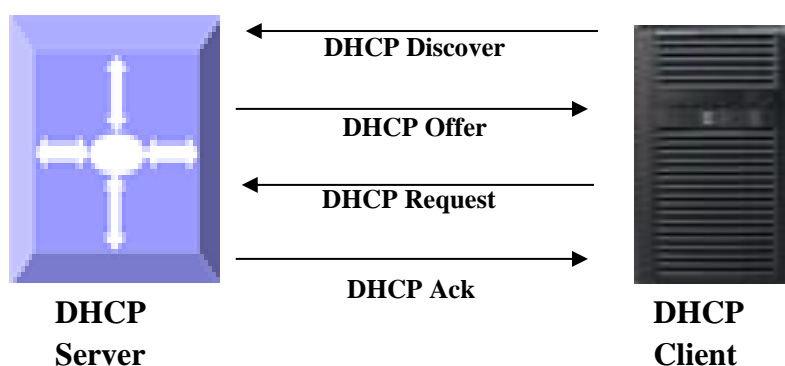 DHCP Discover
DHCP Offer
DHCP Request
DHCP Ack
DHCP
Server
DHCP
Client